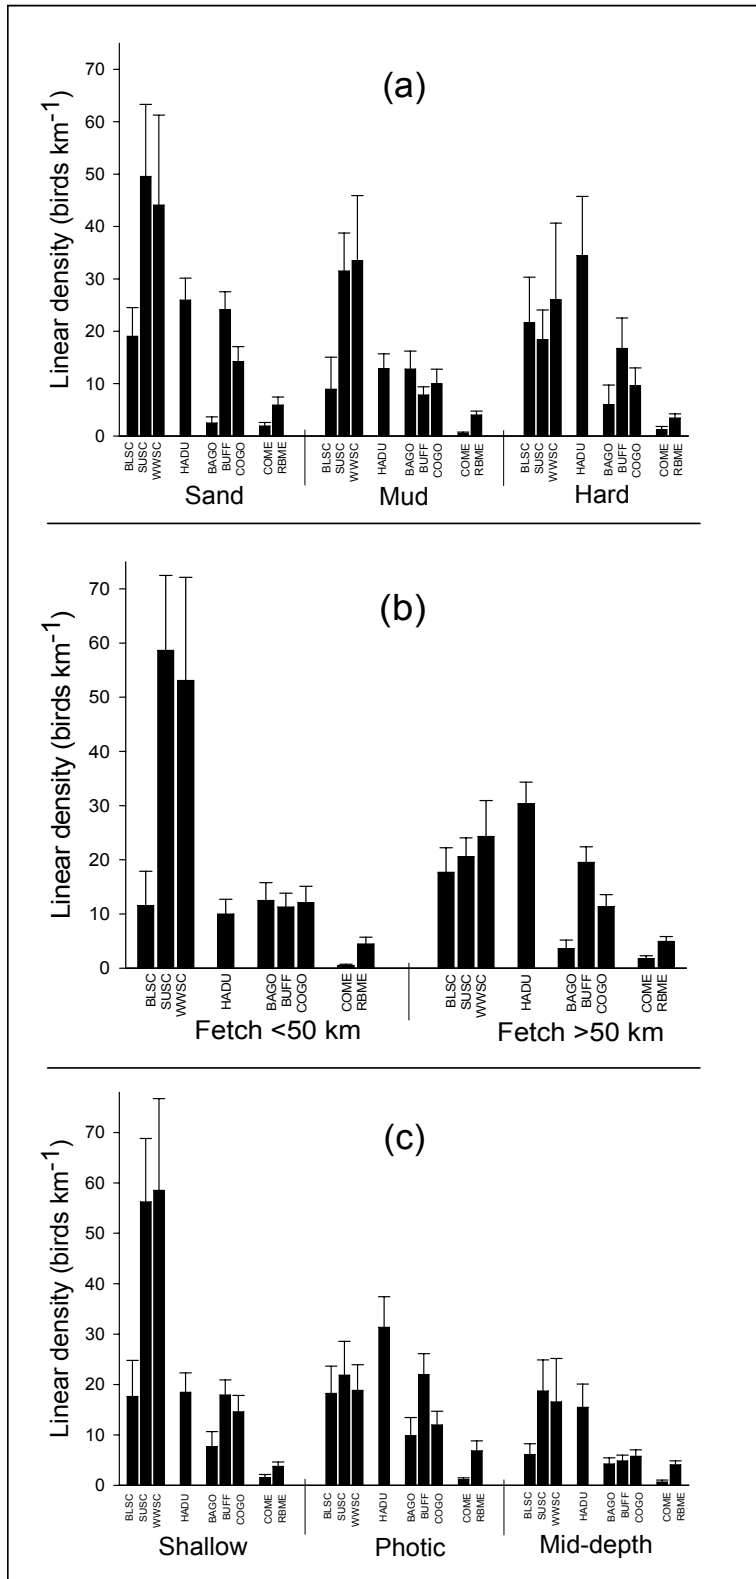 (a)
Linear density (birds km⁻¹)
70
60
50
40
30
20
10
0
BLSC SUSC WWSC HADU BAGO BUFF COGO COME RBME BLSC SUSC WWSC HADU BAGO BUFF COGO COME RBME BLSC SUSC WWSC HADU BAGO BUFF COGO COME RBME
Sand Mud Hard
(b)
Linear density (birds km⁻¹)
70
60
50
40
30
20
10
0
BLSC SUSC WWSC HADU BAGO BUFF COGO COME RBME BLSC SUSC WWSC HADU BAGO BUFF COGO COME RBME
Fetch <50 km Fetch >50 km
(c)
Linear density (birds km⁻¹)
70
60
50
40
30
20
10
0
BLSC SUSC WWSC HADU BAGO BUFF COGO COME RBME BLSC SUSC WWSC HADU BAGO BUFF COGO COME RBME BLSC SUSC WWSC HADU BAGO BUFF COGO COME RBME
Shallow Photic Mid-depth